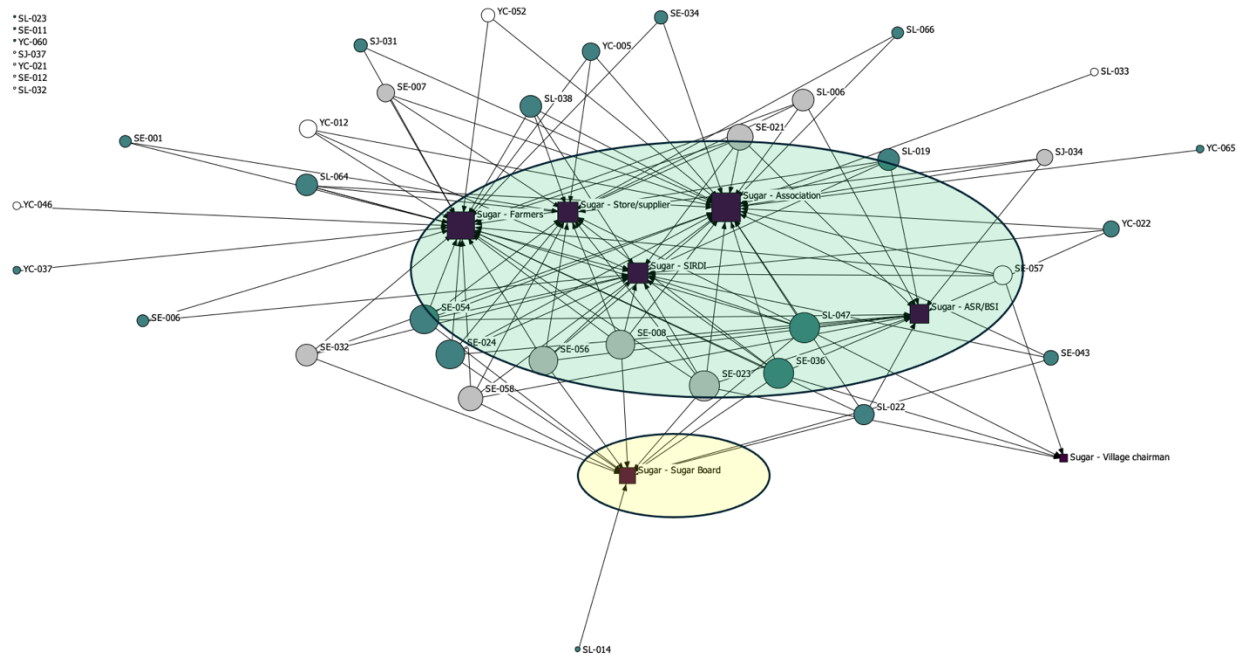 SL-023
SE-011
YC-060
SJ-037
YC-021
SE-012
SL-032
YC-052
SE-034
SJ-031
YC-005
SL-066
SL-033
SE-007
SL-038
SL-006
YC-012
SE-021
SE-001
SL-019
SJ-034
YC-065
SL-064
Sugar - Association
YC-046
Sugar - Farmers
Sugar - Store/supplier
YC-022
YC-037
Sugar - SIRDI
SE-057
SE-006
SE-054
Sugar - ASR/BSI
SL-047
SE-032
SE-024
SE-056
SE-008
SE-036
SE-043
SE-058
SE-023
SL-022
Sugar - Village chairman
Sugar - Sugar Board
SL-014